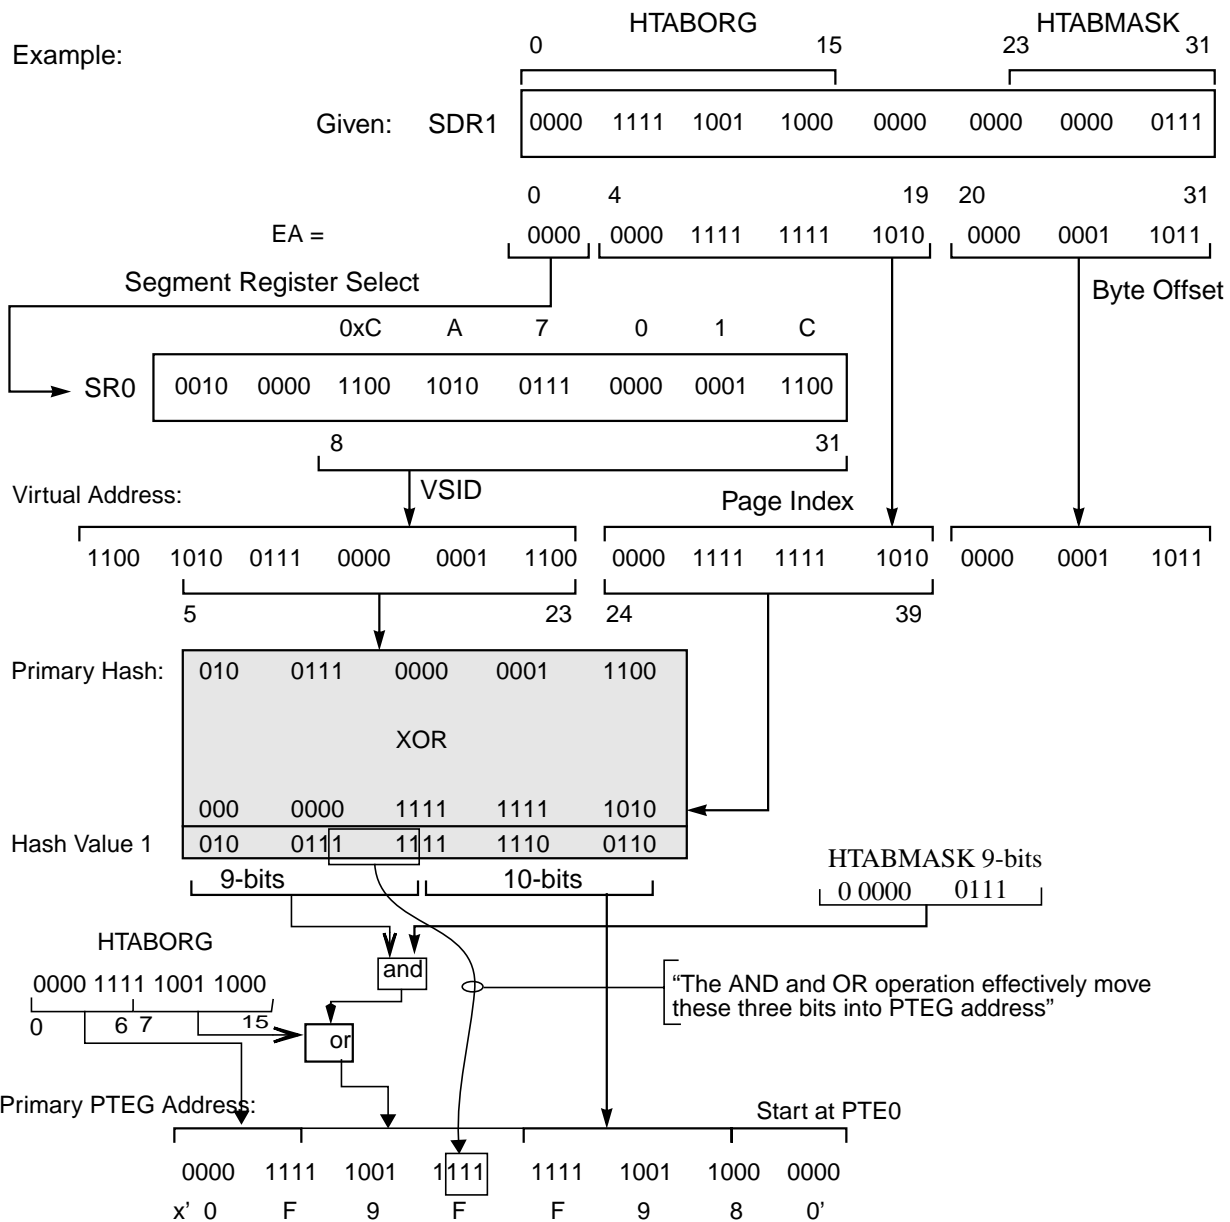 HTABORG HTABMASK
Example: 0 15 23 31
Given: SDR1 0000 1111 1001 1000 0000 0000 0000 0111
0 4 19 20 31
EA = 0000 0000 1111 1111 1010 0000 0001 1011
Segment Register Select Byte Offset
0xC A 7 0 1 C
SR0 0010 0000 1100 1010 0111 0000 0001 1100
8 31
Virtual Address: VSID Page Index
1100 1010 0111 0000 0001 1100 0000 1111 1111 1010 0000 0001 1011
5 23 24 39
Primary Hash: 010 0111 0000 0001 1100
XOR
000 0000 1111 1111 1010
Hash Value 1 010 0111 1111 1110 0110
HTABMASK 9-bits
9-bits 10-bits 0 0000 0111
HTABORG
and
0000 1111 1001 1000
“The AND and OR operation effectively move
these three bits into PTEG address”
0 6 7 15
or
Primary PTEG Address: Start at PTE0
0000 1111 1001 1111 1111 1001 1000 0000
x' 0 F 9 F F 9 8 0'